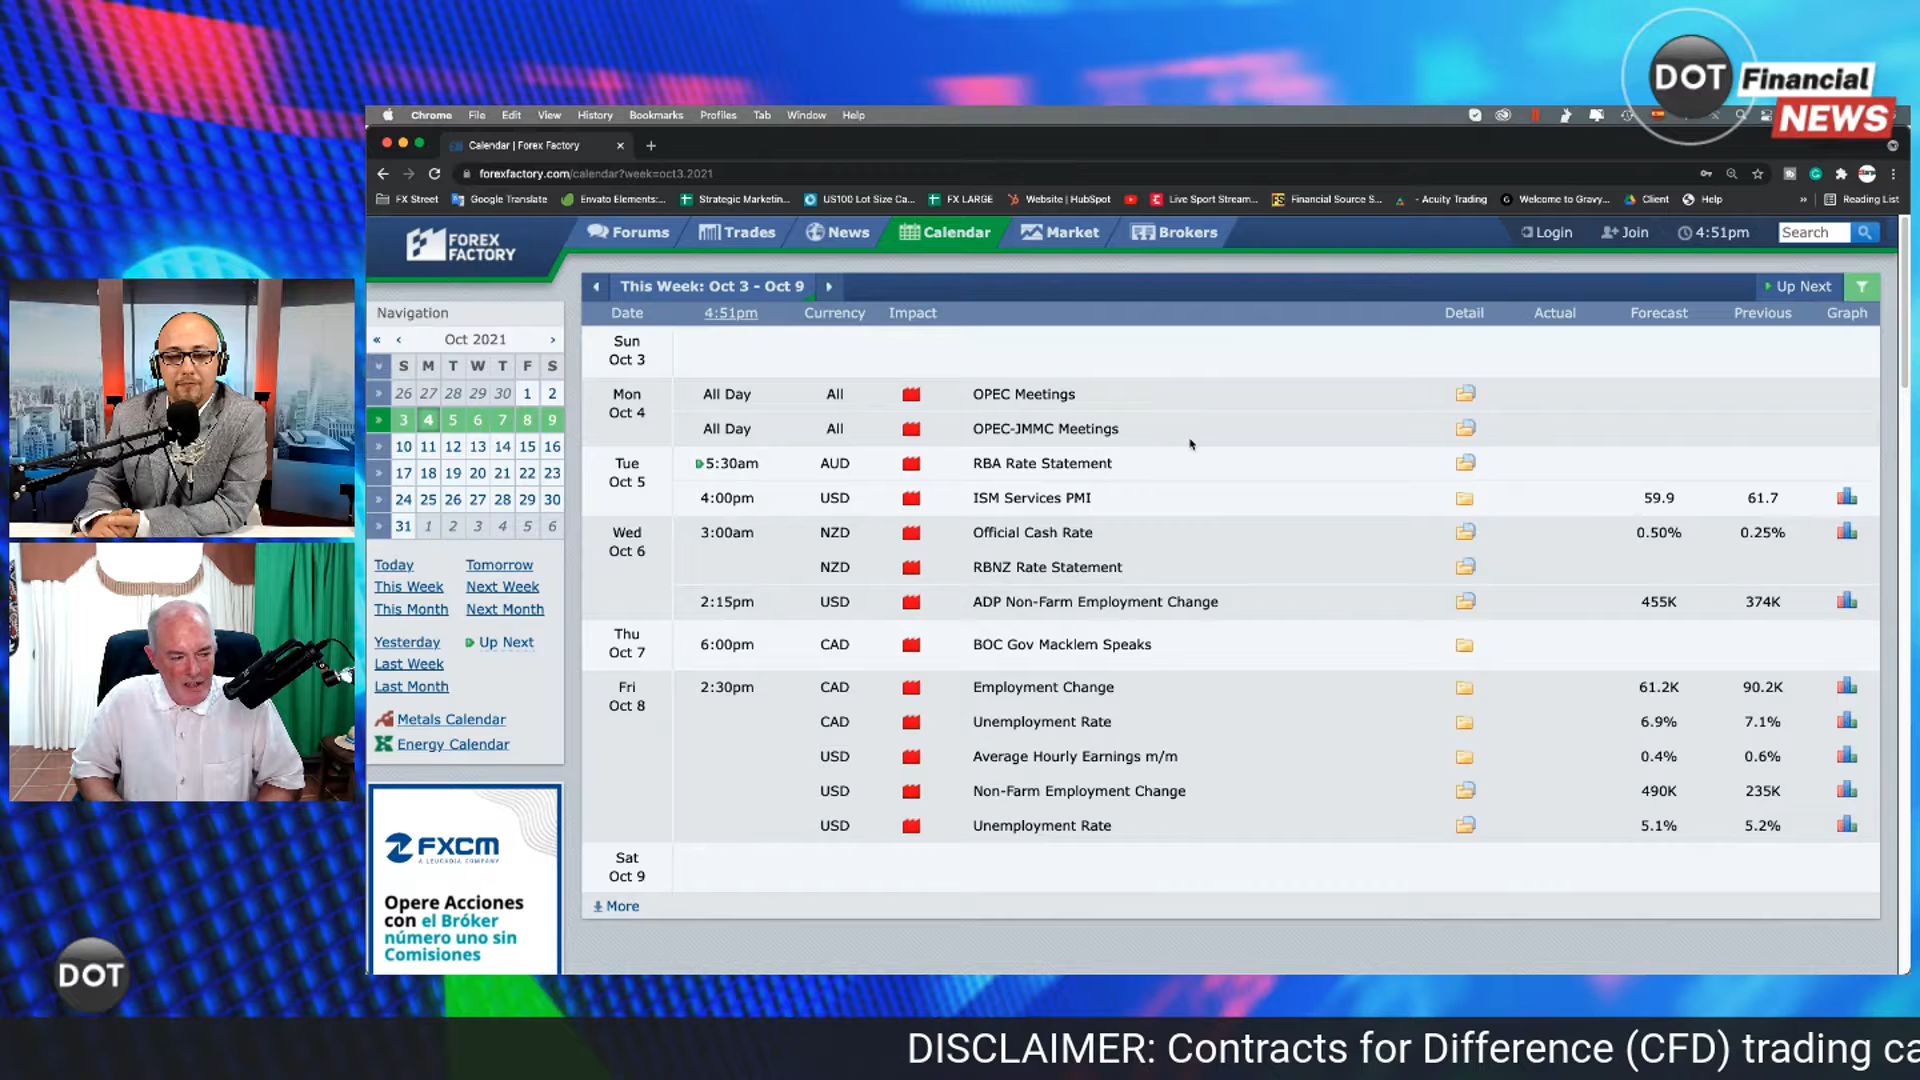 DOT Financial
NEWS
Chrome File Edit View History Bookmarks Profiles Tab Window Help
Calendar | Forex Factory
forexfactory.com/calendar?week=oct3.2021
FX Street Google Translate Envato Elements:... Strategic Marketin... US100 Lot Size Ca... FX LARGE Website | HubSpot Live Sport Stream... Financial Source S... - Acuity Trading Welcome to Gravy... Client Help » Reading List
FOREX
FACTORY
Forums Trades News Calendar Market Brokers Login Join 4:51pm Search
This Week: Oct 3 - Oct 9 Up Next
Date 4:51pm Currency Impact Detail Actual Forecast Previous Graph
Sun
Oct 3
Mon
Oct 4
All Day All OPEC Meetings
All Day All OPEC-JMMC Meetings
Tue
Oct 5
5:30am AUD RBA Rate Statement
4:00pm USD ISM Services PMI 59.9 61.7
Wed
Oct 6
3:00am NZD Official Cash Rate 0.50% 0.25%
NZD RBNZ Rate Statement
2:15pm USD ADP Non-Farm Employment Change 455K 374K
Thu
Oct 7
6:00pm CAD BOC Gov Macklem Speaks
Fri
Oct 8
2:30pm CAD Employment Change 61.2K 90.2K
CAD Unemployment Rate 6.9% 7.1%
USD Average Hourly Earnings m/m 0.4% 0.6%
USD Non-Farm Employment Change 490K 235K
USD Unemployment Rate 5.1% 5.2%
Sat
Oct 9
More
Navigation
« ‹ Oct 2021 ›
S M T W T F S
26 27 28 29 30 1 2
3 4 5 6 7 8 9
10 11 12 13 14 15 16
17 18 19 20 21 22 23
24 25 26 27 28 29 30
31 1 2 3 4 5 6
Today Tomorrow
This Week Next Week
This Month Next Month
Yesterday Up Next
Last Week
Last Month
Metals Calendar
Energy Calendar
FXCM
A LEUCADIA COMPANY
Opere Acciones
con el Bróker
número uno sin
Comisiones
DOT
DISCLAIMER: Contracts for Difference (CFD) trading ca